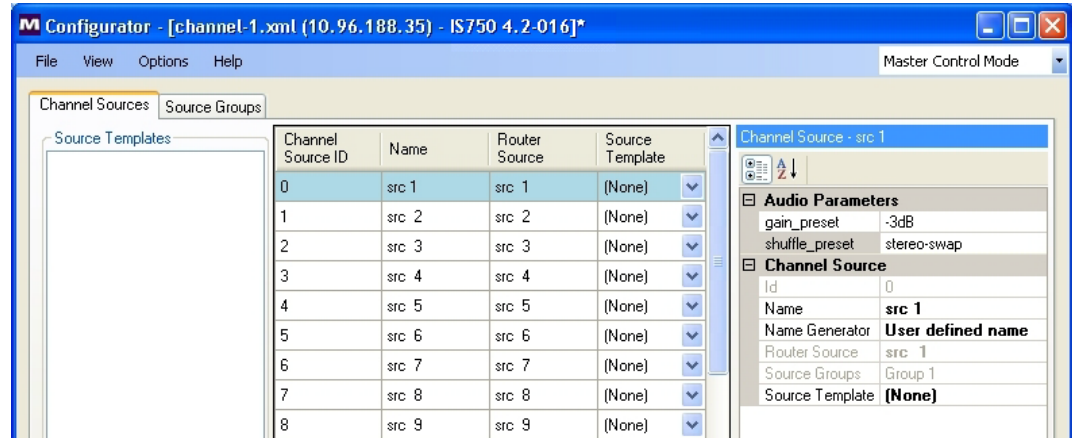 M Configurator - [channel-1.xml (10.96.188.35) - IS750 4.2-016]*
File View Options Help Master Control Mode
Channel Sources Source Groups
Source Templates
Channel Source ID Name Router Source Source Template
0 src 1 src 1 (None)
1 src 2 src 2 (None)
2 src 3 src 3 (None)
3 src 4 src 4 (None)
4 src 5 src 5 (None)
5 src 6 src 6 (None)
6 src 7 src 7 (None)
7 src 8 src 8 (None)
8 src 9 src 9 (None)
Channel Source - src 1
A Z
Audio Parameters
gain_preset -3dB
shuffle_preset stereo-swap
Channel Source
Id 0
Name src 1
Name Generator User defined name
Router Source src 1
Source Groups Group 1
Source Template (None)